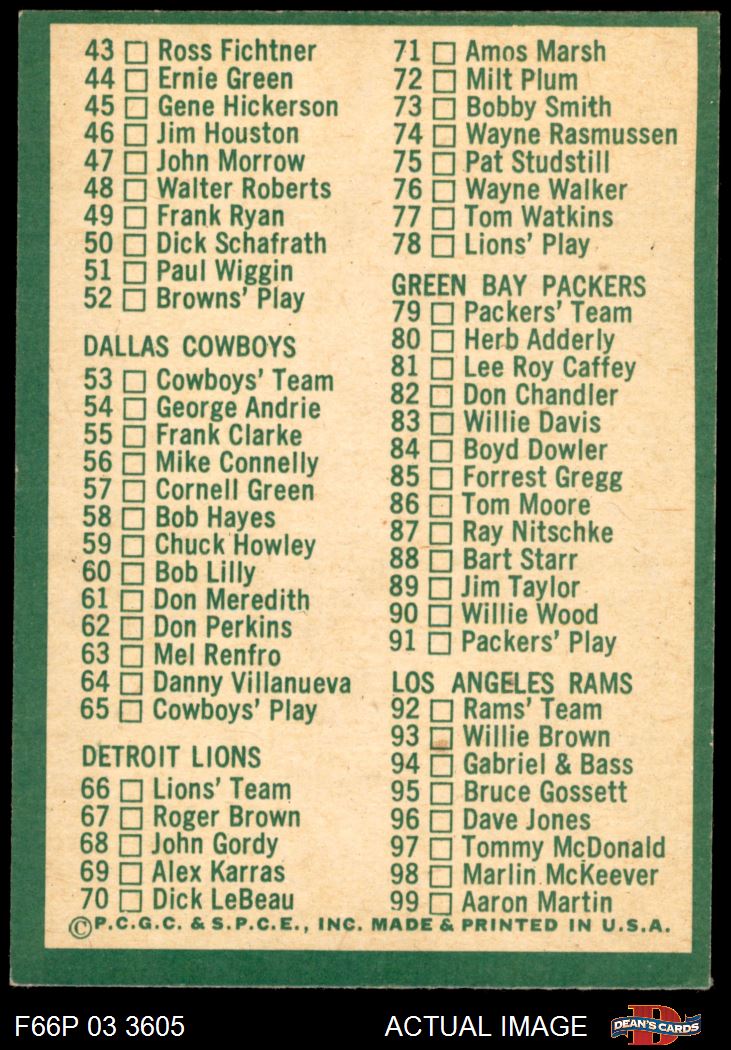 43 Ross Fichtner
44 Ernie Green
45 Gene Hickerson
46 Jim Houston
47 John Morrow
48 Walter Roberts
49 Frank Ryan
50 Dick Schafrath
51 Paul Wiggin
52 Browns' Play
DALLAS COWBOYS
53 Cowboys' Team
54 George Andrie
55 Frank Clarke
56 Mike Connelly
57 Cornell Green
58 Bob Hayes
59 Chuck Howley
60 Bob Lilly
61 Don Meredith
62 Don Perkins
63 Mel Renfro
64 Danny Villanueva
65 Cowboys' Play
DETROIT LIONS
66 Lions' Team
67 Roger Brown
68 John Gordy
69 Alex Karras
70 Dick LeBeau
71 Amos Marsh
72 Milt Plum
73 Bobby Smith
74 Wayne Rasmussen
75 Pat Studstill
76 Wayne Walker
77 Tom Watkins
78 Lions' Play
GREEN BAY PACKERS
79 Packers' Team
80 Herb Adderly
81 Lee Roy Caffey
82 Don Chandler
83 Willie Davis
84 Boyd Dowler
85 Forrest Gregg
86 Tom Moore
87 Ray Nitschke
88 Bart Starr
89 Jim Taylor
90 Willie Wood
91 Packers' Play
LOS ANGELES RAMS
92 Rams' Team
93 Willie Brown
94 Gabriel & Bass
95 Bruce Gossett
96 Dave Jones
97 Tommy McDonald
98 Marlin McKeever
99 Aaron Martin
©P.C.G.C. & S.P.C.E., INC. MADE & PRINTED IN U.S.A.
F66P 03 3605 ACTUAL IMAGE DEAN'S CARDS